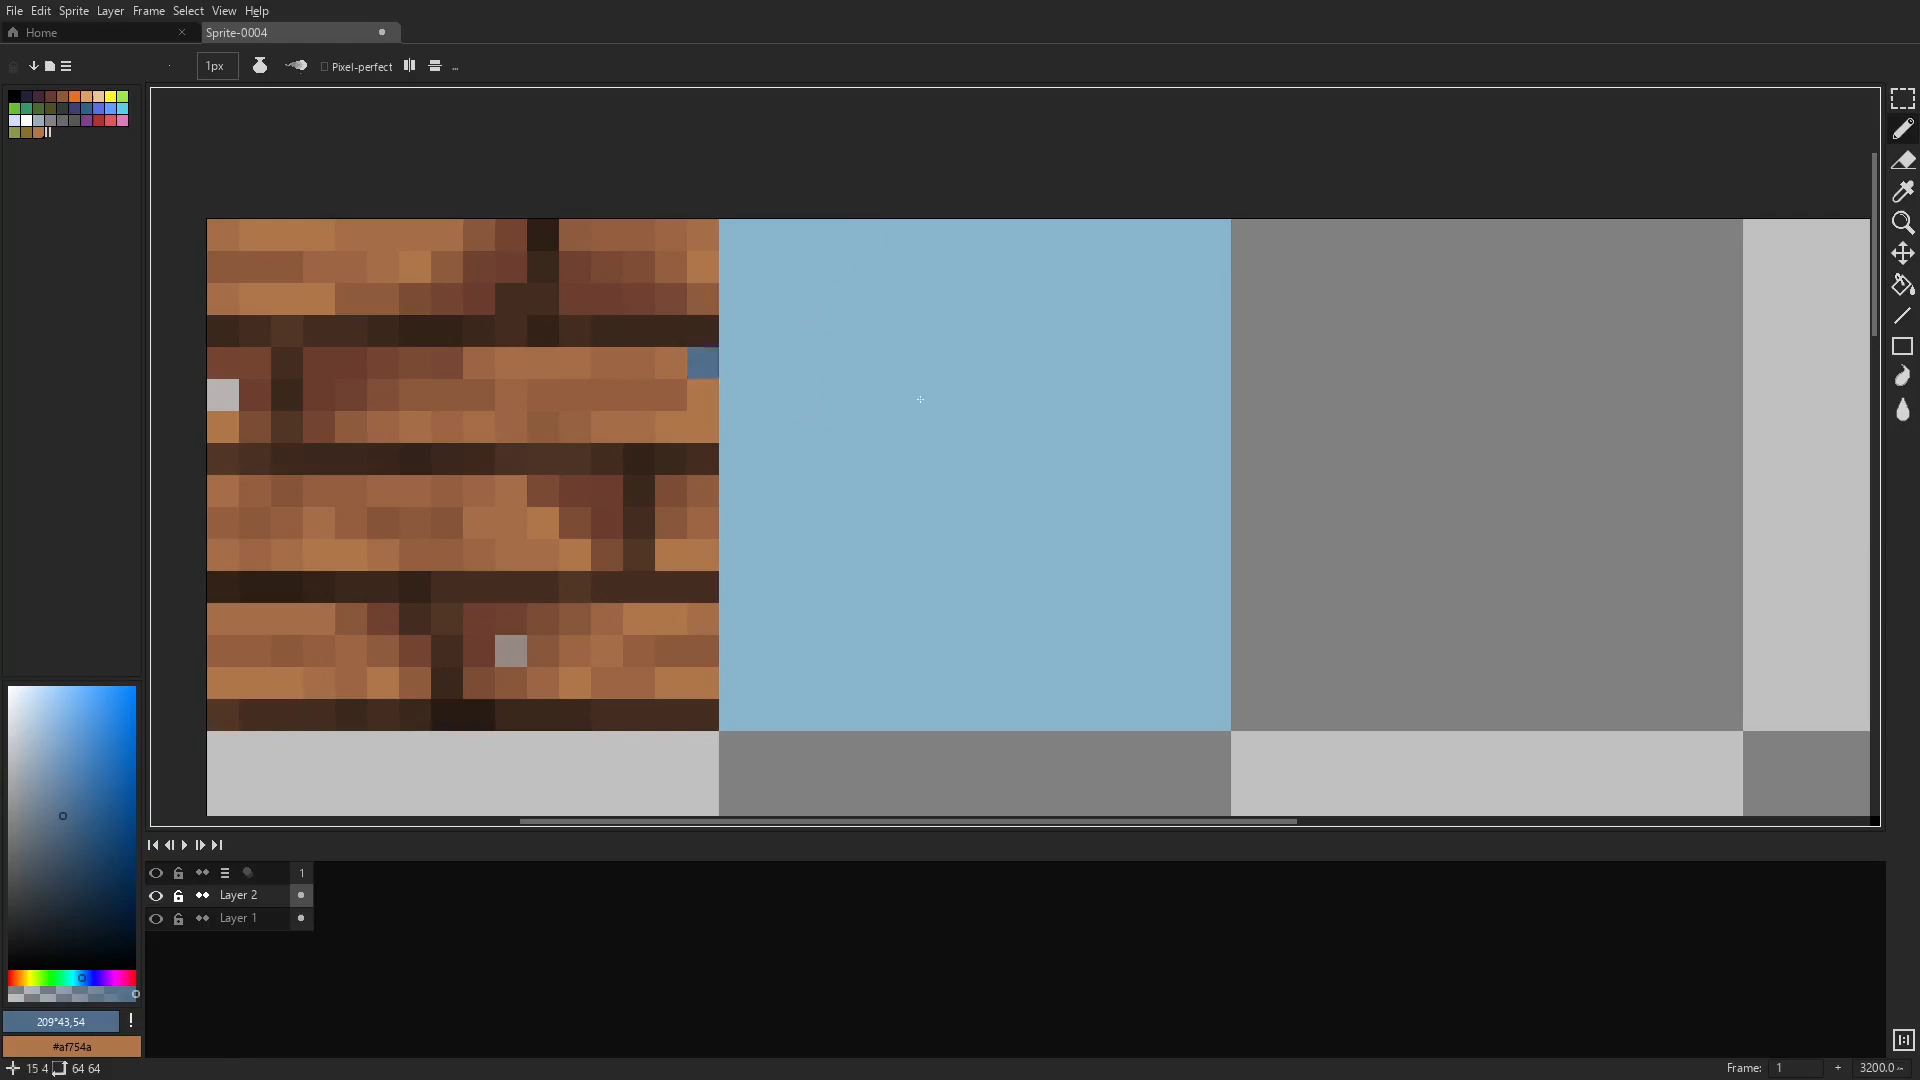 File Edit Sprite Layer Frame Select View Help
Home
Sprite-0004
1px
Pixel-perfect
...
1
Layer 2
Layer 1
209°43,54
!
#af754a
15 4
64 64
Frame:
1
+
3200.0